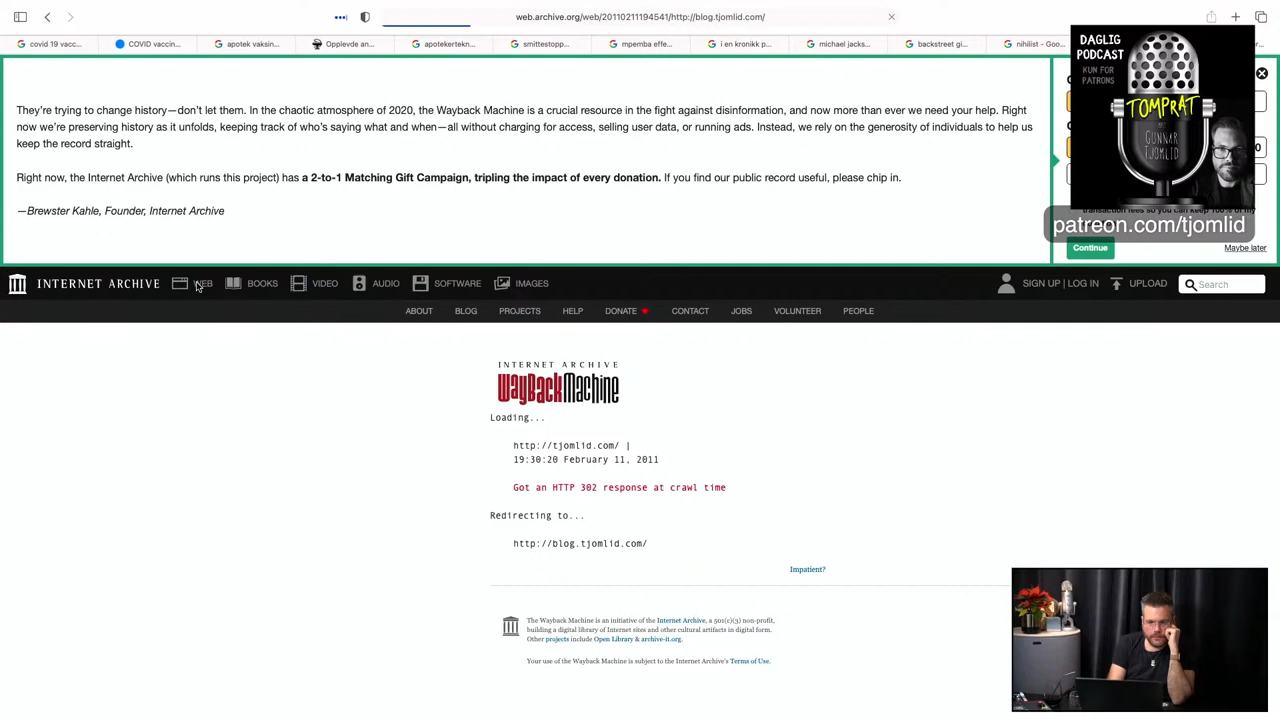 web.archive.org/web/20110211194541/http://blog.tjomlid.com/
covid 19 vacc...
COVID vaccin...
apotek vaksin...
Opplevde an...
apotekertekn...
smittestopp...
mpemba effe...
i en kronikk p...
michael jacks...
backstreet gi...
nihilist - Goo...
DAGLIG
PODCAST
KUN FOR
PATRONS
TOMPRAT
GUNNAR
TJOMLID
patreon.com/tjomlid
They're trying to change history—don't let them. In the chaotic atmosphere of 2020, the Wayback Machine is a crucial resource in the fight against disinformation, and now more than ever we need your help. Right
now we're preserving history as it unfolds, keeping track of who's saying what and when—all without charging for access, selling user data, or running ads. Instead, we rely on the generosity of individuals to help us
keep the record straight.
Right now, the Internet Archive (which runs this project) has a 2-to-1 Matching Gift Campaign, tripling the impact of every donation. If you find our public record useful, please chip in.
—Brewster Kahle, Founder, Internet Archive
Continue
Maybe later
INTERNET ARCHIVE
WEB
BOOKS
VIDEO
AUDIO
SOFTWARE
IMAGES
SIGN UP | LOG IN
UPLOAD
Search
ABOUT
BLOG
PROJECTS
HELP
DONATE
CONTACT
JOBS
VOLUNTEER
PEOPLE
INTERNET ARCHIVE
WayBackMachine
Loading...
http://tjomlid.com/ |
19:30:20 February 11, 2011
Got an HTTP 302 response at crawl time
Redirecting to...
http://blog.tjomlid.com/
Impatient?
The Wayback Machine is an initiative of the Internet Archive, a 501(c)(3) non-profit,
building a digital library of Internet sites and other cultural artifacts in digital form.
Other projects include Open Library & archive-it.org.
Your use of the Wayback Machine is subject to the Internet Archive's Terms of Use.